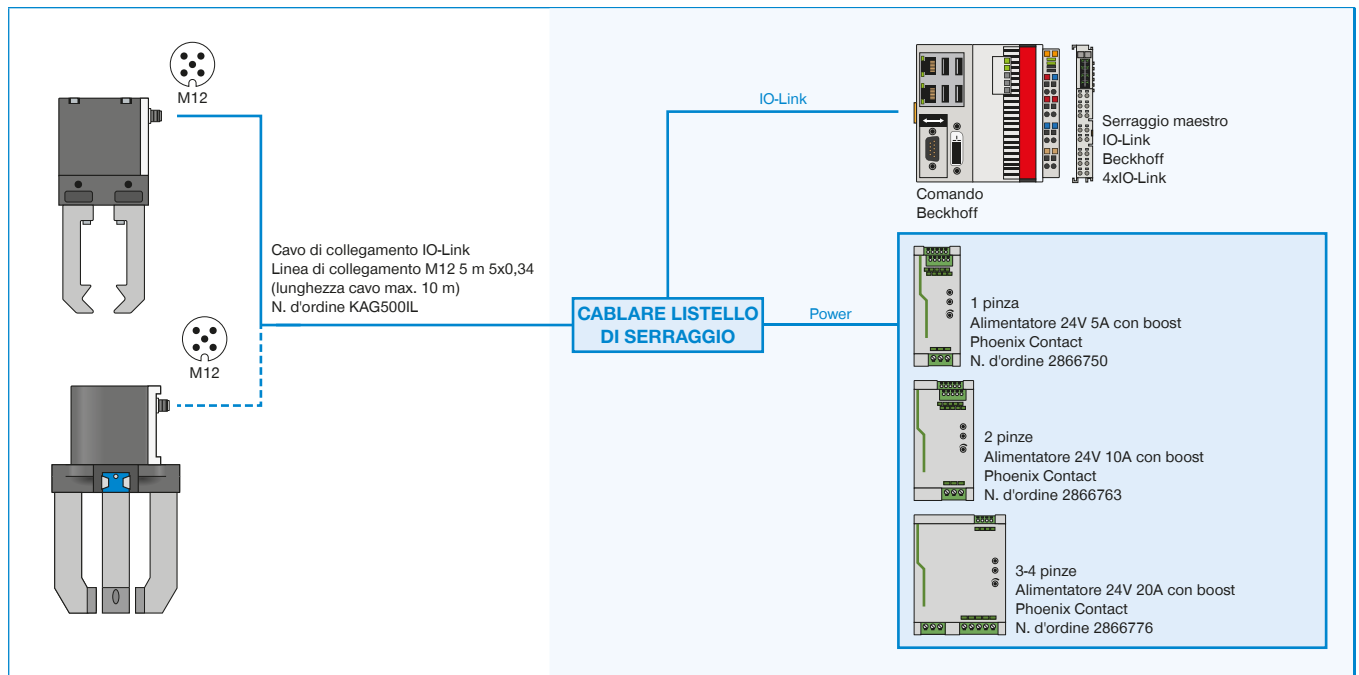 M12
M12
Cavo di collegamento IO-Link
Linea di collegamento M12 5 m 5x0,34
(lunghezza cavo max. 10 m)
N. d'ordine KAG500IL
CABLARE LISTELLO
DI SERRAGGIO
IO-Link
Power
Comando
Beckhoff
Serraggio maestro
IO-Link
Beckhoff
4xIO-Link
1 pinza
Alimentatore 24V 5A con boost
Phoenix Contact
N. d'ordine 2866750
2 pinze
Alimentatore 24V 10A con boost
Phoenix Contact
N. d'ordine 2866763
3-4 pinze
Alimentatore 24V 20A con boost
Phoenix Contact
N. d'ordine 2866776